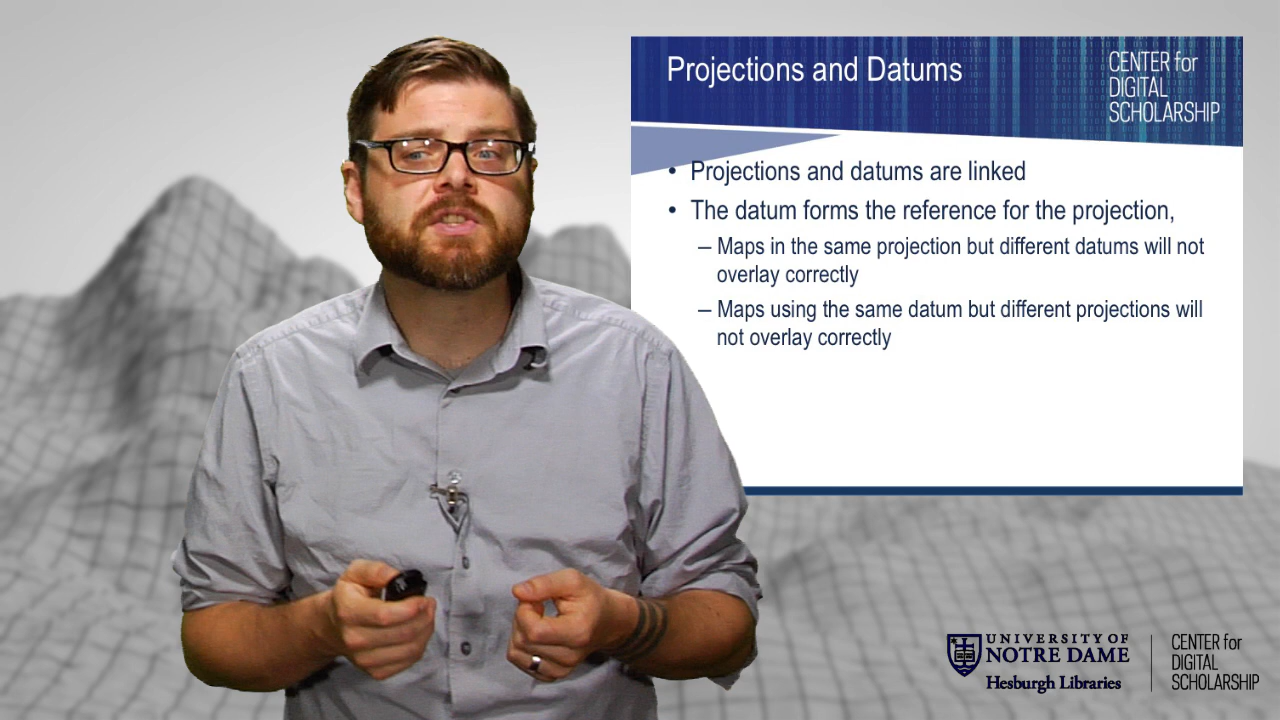 Projections and Datums
CENTER for
DIGITAL
SCHOLARSHIP
• Projections and datums are linked
• The datum forms the reference for the projection,
– Maps in the same projection but different datums will not
overlay correctly
– Maps using the same datum but different projections will
not overlay correctly
UNIVERSITY OF
NOTRE DAME
Hesburgh Libraries
CENTER for
DIGITAL
SCHOLARSHIP